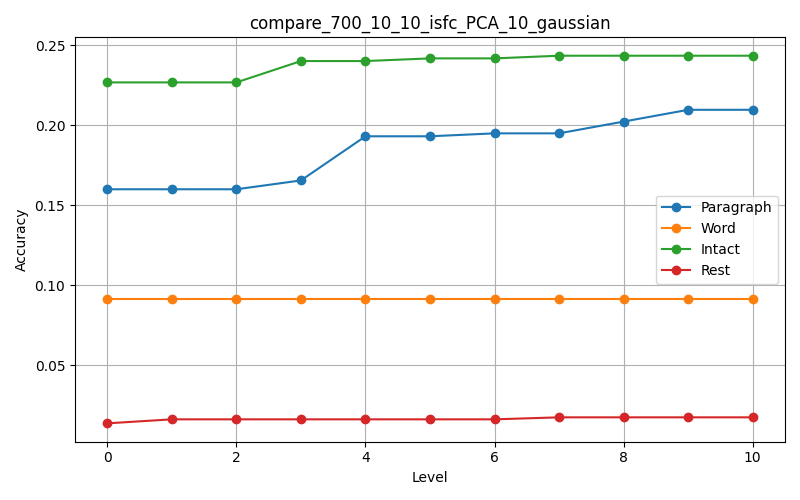 compare_700_10_10_isfc_PCA_10_gaussian
0.25
0.20
0.15
0.10
0.05
Accuracy
Paragraph
Word
Intact
Rest
0 2 4 6 8 10
Level